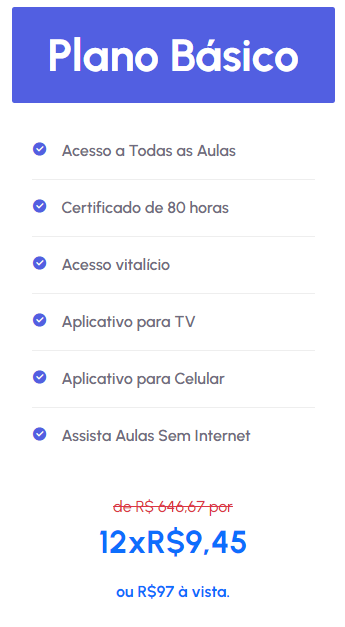 Plano Básico
Acesso a Todas as Aulas
Certificado de 80 horas
Acesso vitalício
Aplicativo para TV
Aplicativo para Celular
Assista Aulas Sem Internet
de R$ 646,67 por
12xR$9,45
ou R$97 à vista.